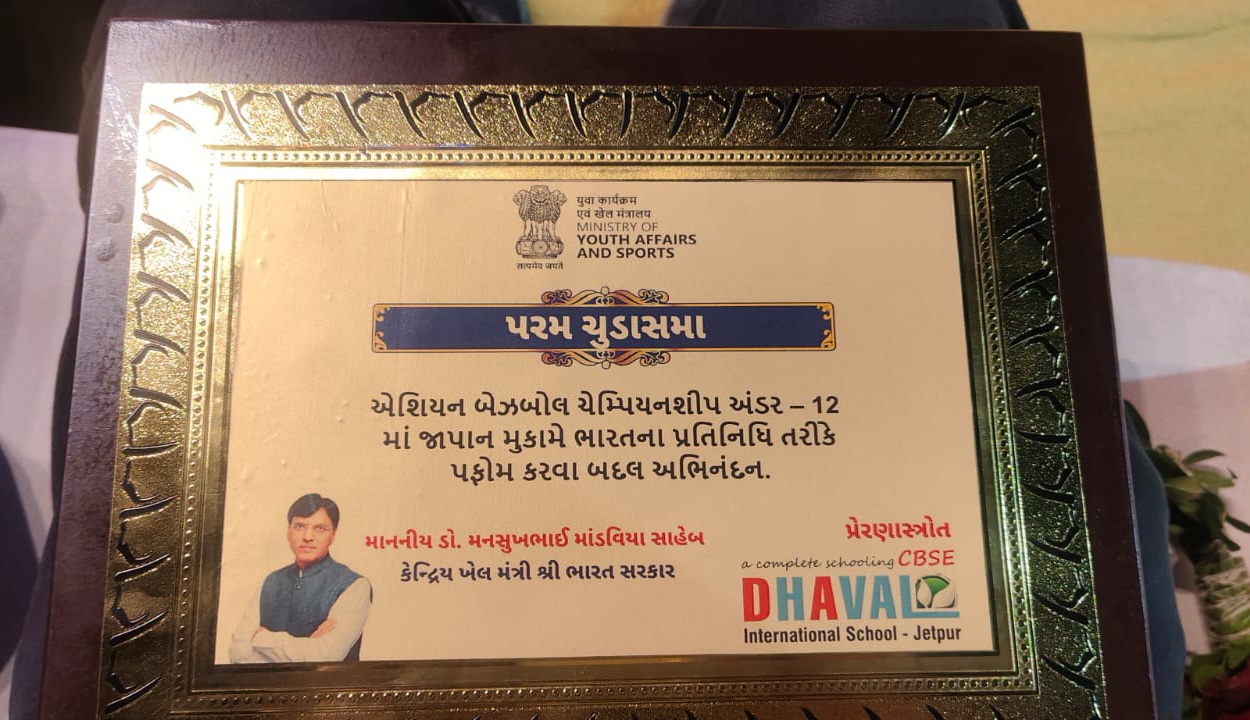 युवा कार्यक्रम
एवं खेल मंत्रालय
MINISTRY OF
YOUTH AFFAIRS
AND SPORTS
सत्यमेव जयते
પરમ ચુડાસમા
એશિયન બેઝબોલ ચેમ્પિયનશીપ અંડર – 12
માં જાપાન મુકામે ભારતના પ્રતિનિધિ તરીકે
પર્ફોમ કરવા બદલ અભિનંદન.
માનનીય ડો. મનસુખભાઈ માંડવિયા સાહેબ
કેન્દ્રિય ખેલ મંત્રી શ્રી ભારત સરકાર
પ્રેરણાસ્ત્રોત
a complete schooling CBSE
DHAVAL
International School - Jetpur